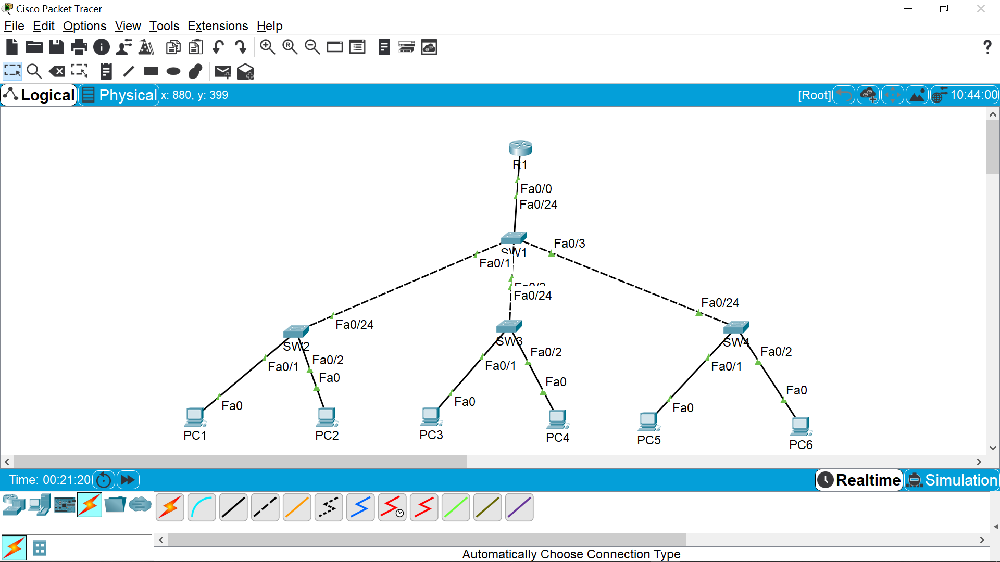 Cisco Packet Tracer
File Edit Options View Tools Extensions Help
Logical Physical x: 880, y: 399 [Root] 10:44:00
R1
Fa0/0
Fa0/24
Fa0/3
SW1
Fa0/1
Fa0/2
Fa0/24
Fa0/24
Fa0/24
SW2
SW3
SW4
Fa0/1
Fa0/2
Fa0
Fa0
Fa0/1
Fa0/2
Fa0
Fa0
Fa0/1
Fa0/2
Fa0
Fa0
PC1
PC2
PC3
PC4
PC5
PC6
Time: 00:21:20 Realtime Simulation
Automatically Choose Connection Type